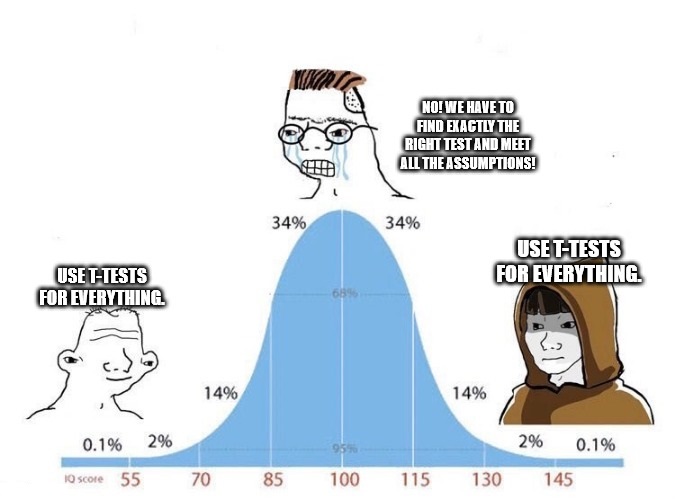 NO! WE HAVE TO
FIND EXACTLY THE
RIGHT TEST AND MEET
ALL THE ASSUMPTIONS!
34%
34%
USE T-TESTS
FOR EVERYTHING.
USE T-TESTS
FOR EVERYTHING.
68%
14%
14%
0.1%
2%
95%
2%
0.1%
IQ score
55
70
85
100
115
130
145